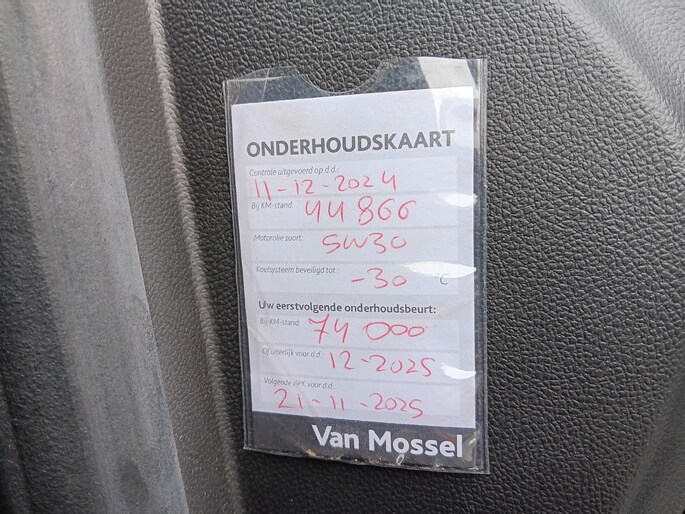 ONDERHOUDSKAART
Controle uitgevoerd op d.d.:
11-12-2024
Bij KM-stand: 44 866
Motorolie soort: 5W30
Koelsysteem beveiligd tot: -30 °C
Uw eerstvolgende onderhoudsbeurt:
Bij KM-stand: 74 000
Of uiterlijk voor d.d. 12-2025
Volgende APK voor d.d.
21-11-2025
Van Mossel